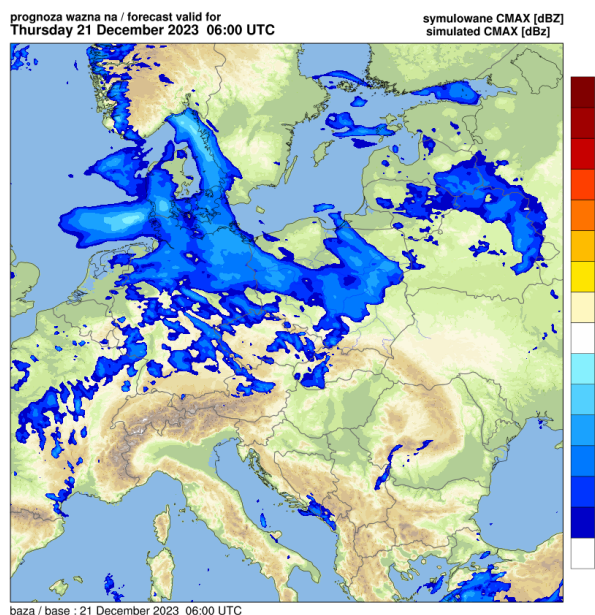 prognoza wazna na / forecast valid for
Thursday 21 December 2023  06:00 UTC
symulowane CMAX [dBZ]
simulated CMAX [dBz]
baza / base : 21 December 2023  06:00 UTC